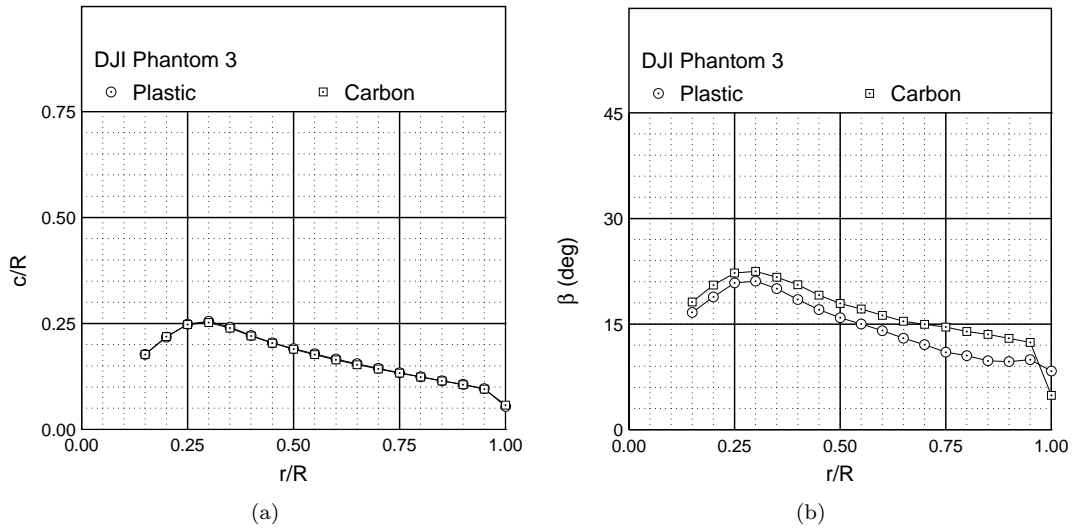 DJI Phantom 3
Plastic Carbon
0.75
0.50
0.25
0.00
c/R
0.00 0.25 0.50 0.75 1.00
r/R
(a)
DJI Phantom 3
Plastic Carbon
45
30
15
0
β (deg)
0.00 0.25 0.50 0.75 1.00
r/R
(b)